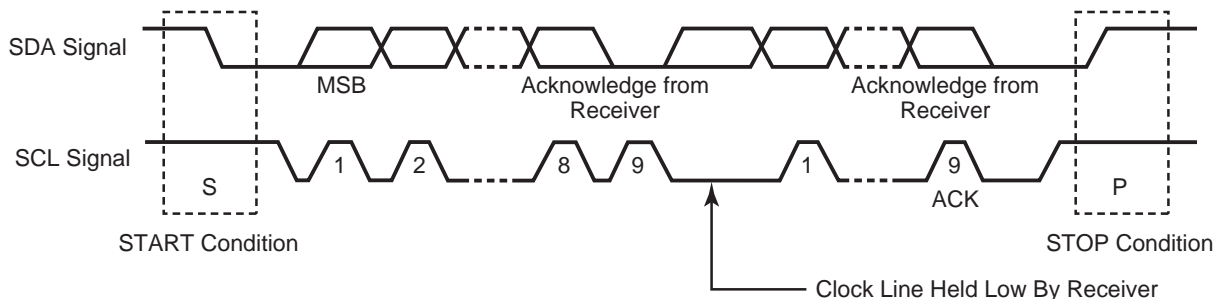 SDA Signal
MSB
Acknowledge from
Receiver
Acknowledge from
Receiver
SCL Signal
1
2
8
9
1
9
S
ACK
P
START Condition
STOP Condition
Clock Line Held Low By Receiver